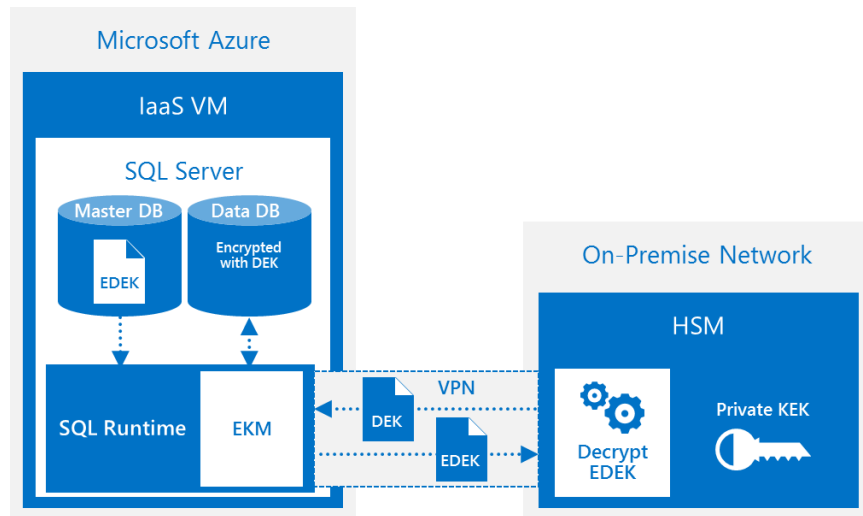 Microsoft Azure
IaaS VM
SQL Server
Master DB
EDEK
Data DB
Encrypted
with DEK
SQL Runtime
EKM
VPN
DEK
EDEK
On-Premise Network
HSM
Decrypt
EDEK
Private KEK